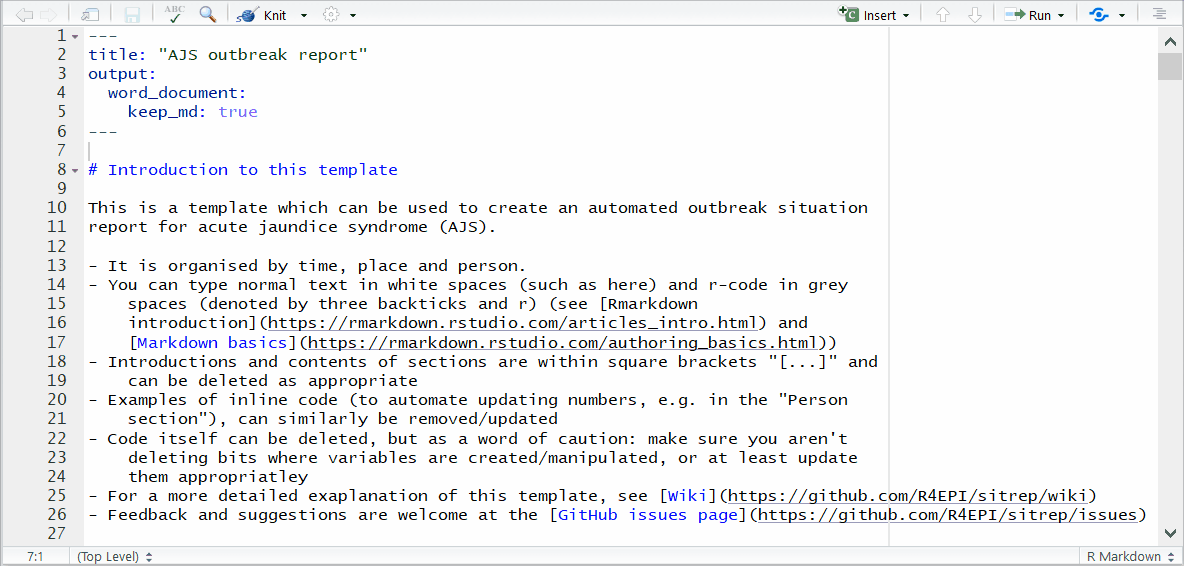 ABC Knit Insert Run
1 ---
2 title: "AJS outbreak report"
3 output:
4 word_document:
5 keep_md: true
6 ---
7
8 # Introduction to this template
9
10 This is a template which can be used to create an automated outbreak situation
11 report for acute jaundice syndrome (AJS).
12
13 - It is organised by time, place and person.
14 - You can type normal text in white spaces (such as here) and r-code in grey
15 spaces (denoted by three backticks and r) (see [Rmarkdown
16 introduction](https://rmarkdown.rstudio.com/articles_intro.html) and
17 [Markdown basics](https://rmarkdown.rstudio.com/authoring_basics.html))
18 - Introductions and contents of sections are within square brackets "[...]" and
19 can be deleted as appropriate
20 - Examples of inline code (to automate updating numbers, e.g. in the "Person
21 section"), can similarly be removed/updated
22 - Code itself can be deleted, but as a word of caution: make sure you aren't
23 deleting bits where variables are created/manipulated, or at least update
24 them appropriatley
25 - For a more detailed exaplanation of this template, see [Wiki](https://github.com/R4EPI/sitrep/wiki)
26 - Feedback and suggestions are welcome at the [GitHub issues page](https://github.com/R4EPI/sitrep/issues)
27
7:1 (Top Level) R Markdown